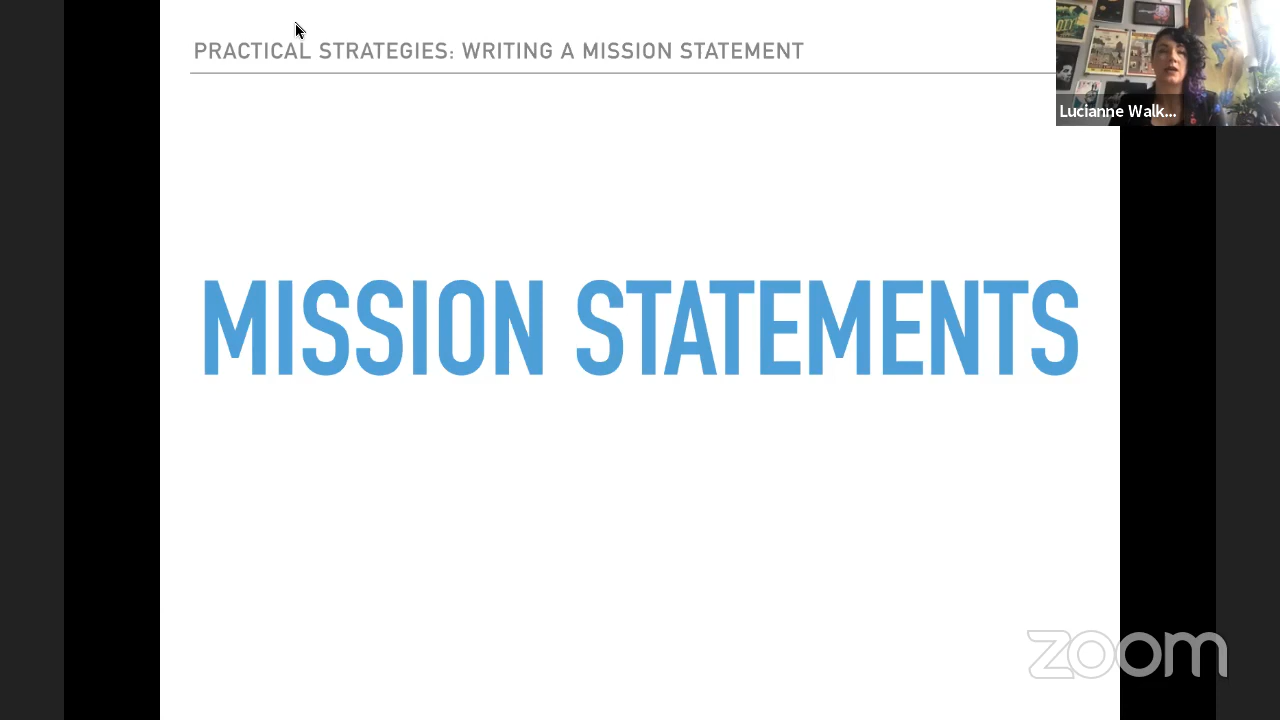 PRACTICAL STRATEGIES: WRITING A MISSION STATEMENT
Lucianne Walk...
MISSION STATEMENTS
zoom